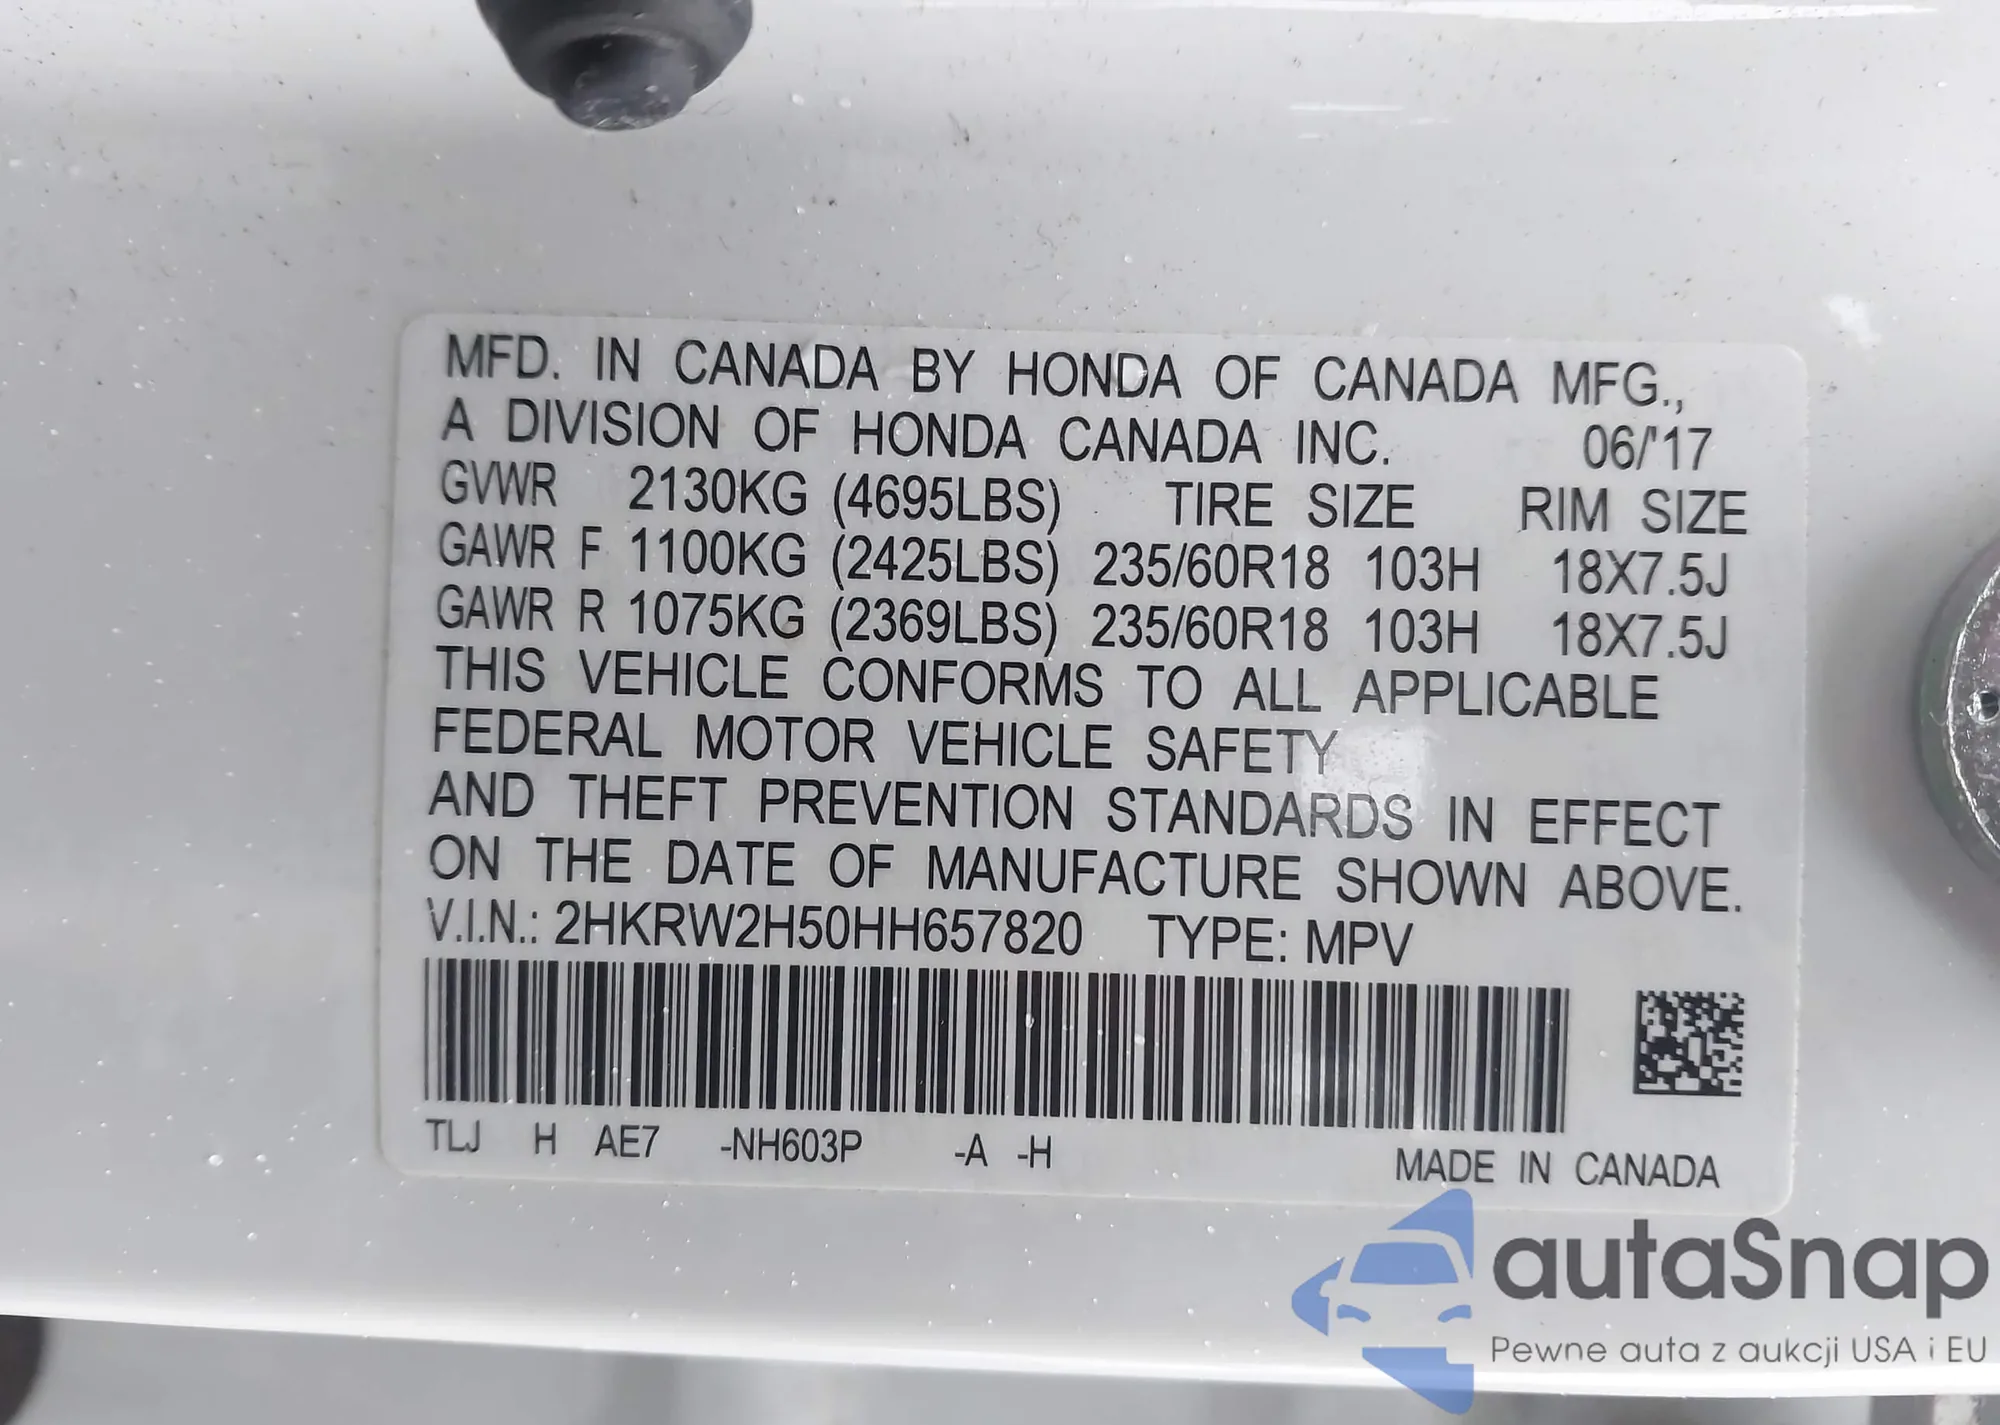 MFD. IN CANADA BY HONDA OF CANADA MFG.,
A DIVISION OF HONDA CANADA INC. 06/'17
GVWR 2130KG (4695LBS) TIRE SIZE RIM SIZE
GAWR F 1100KG (2425LBS) 235/60R18 103H 18X7.5J
GAWR R 1075KG (2369LBS) 235/60R18 103H 18X7.5J
THIS VEHICLE CONFORMS TO ALL APPLICABLE
FEDERAL MOTOR VEHICLE SAFETY
AND THEFT PREVENTION STANDARDS IN EFFECT
ON THE DATE OF MANUFACTURE SHOWN ABOVE.
V.I.N.: 2HKRW2H50HH657820 TYPE: MPV
TLJ H AE7 -NH603P -A -H
MADE IN CANADA
autaSnap
Pewne auta z aukcji USA i EU